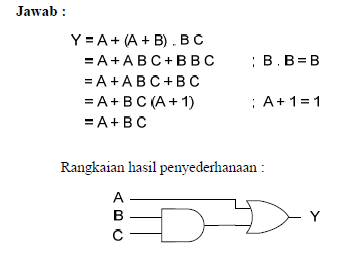 Jawab :
Y = A + (A + B) . B C
= A + A B C + B B C ; B . B = B
= A + A B C + B C
= A + B C (A + 1) ; A + 1 = 1
= A + B C
Rangkaian hasil penyederhanaan :
A
B
C
Y